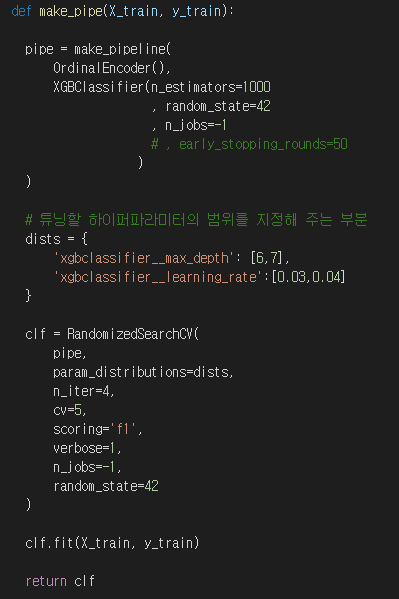 def make_pipe(X_train, y_train):
pipe = make_pipeline(
OrdinalEncoder(),
XGBClassifier(n_estimators=1000
, random_state=42
, n_jobs=-1
# , early_stopping_rounds=50
)
)
# 튜닝할 하이퍼파라미터의 범위를 지정해 주는 부분
dists = {
'xgbclassifier__max_depth': [6,7],
'xgbclassifier__learning_rate':[0.03,0.04]
}
clf = RandomizedSearchCV(
pipe,
param_distributions=dists,
n_iter=4,
cv=5,
scoring='f1',
verbose=1,
n_jobs=-1,
random_state=42
)
clf.fit(X_train, y_train)
return clf